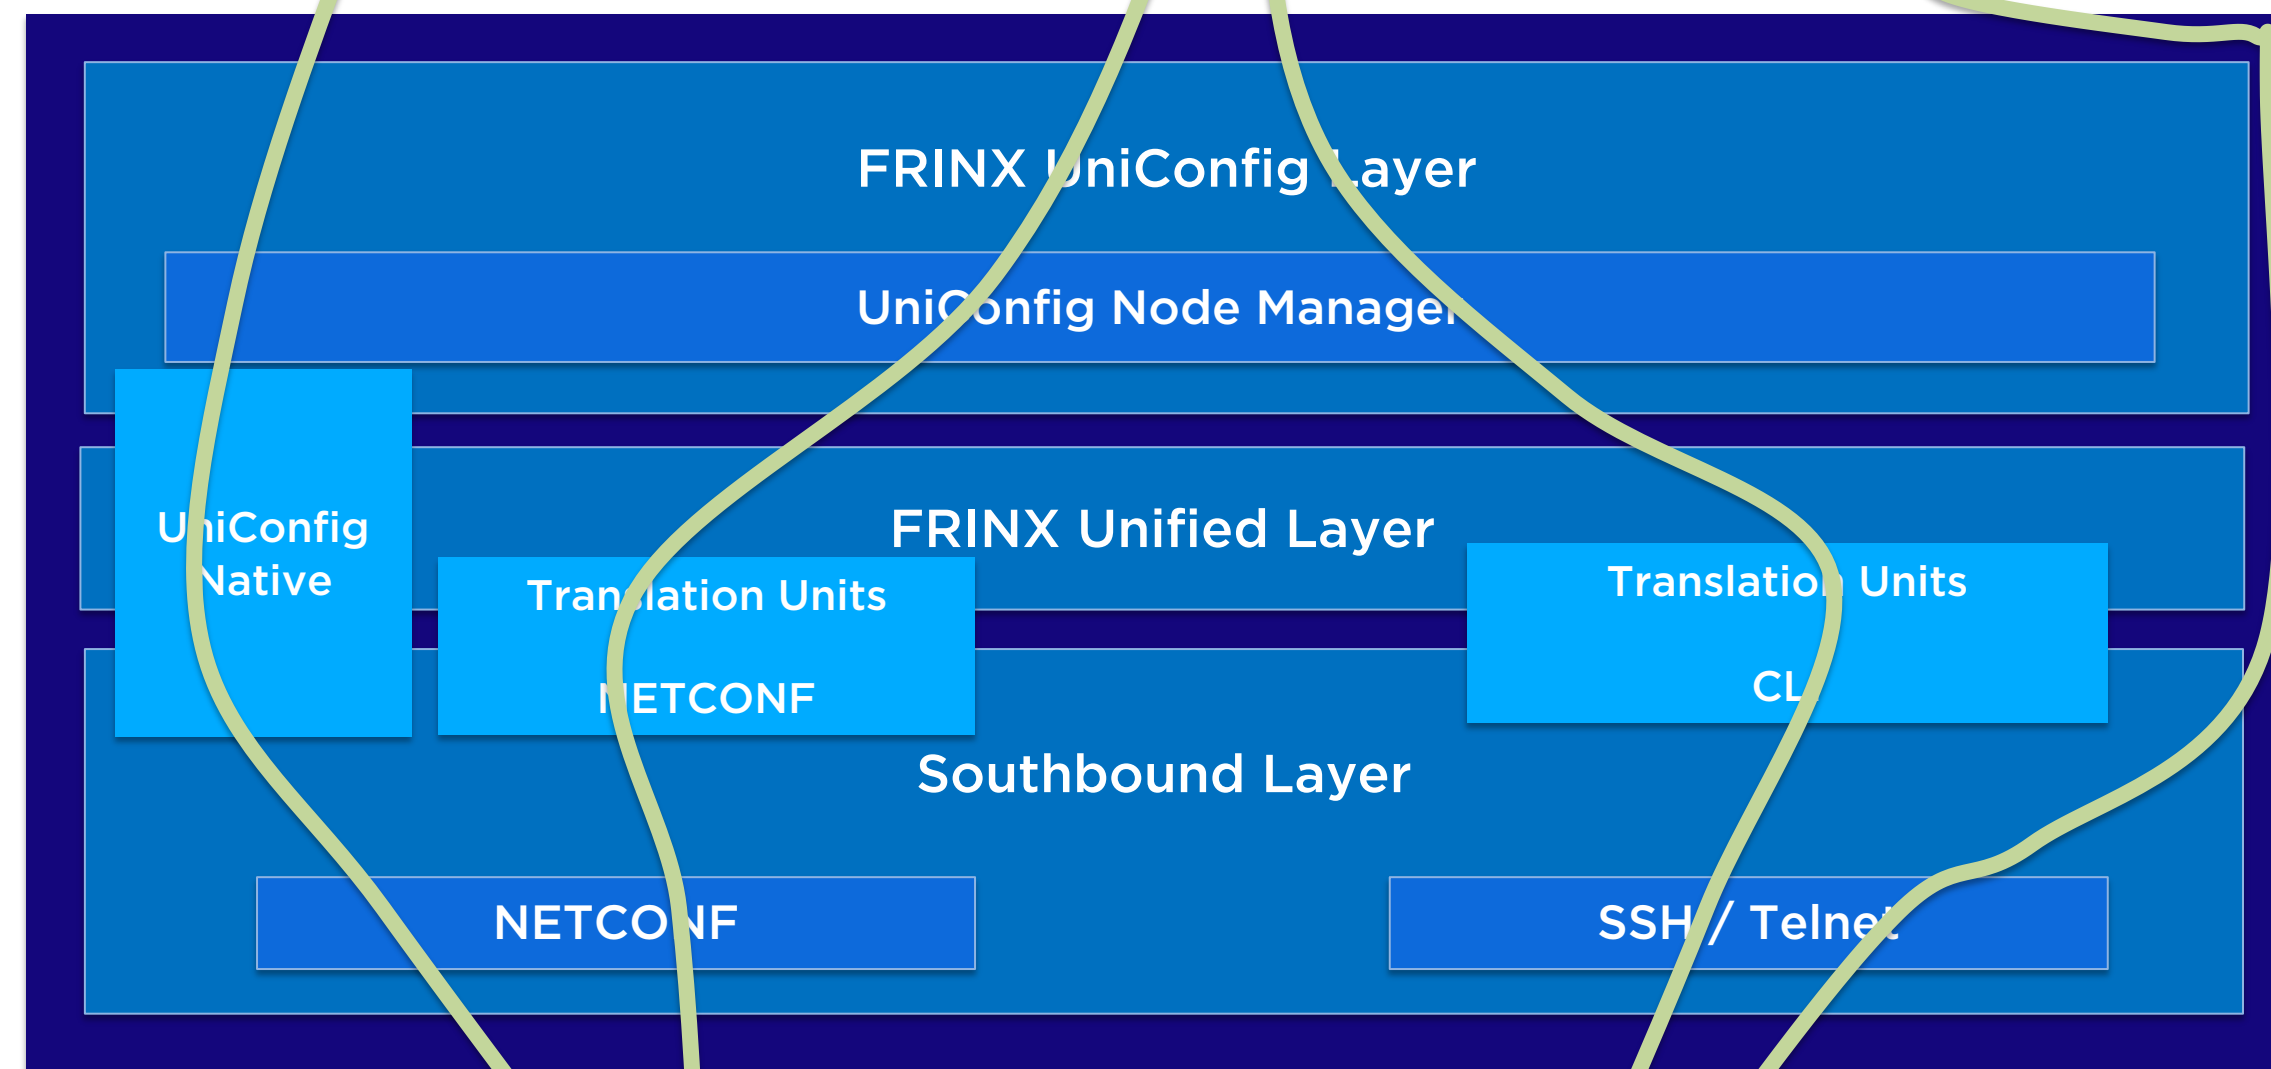 FRINX UniConfig Layer
UniConfig Node Manager
UniConfig
Native
FRINX Unified Layer
Translation Units
NETCONF
Translation Units
CLI
Southbound Layer
NETCONF
SSH / Telnet